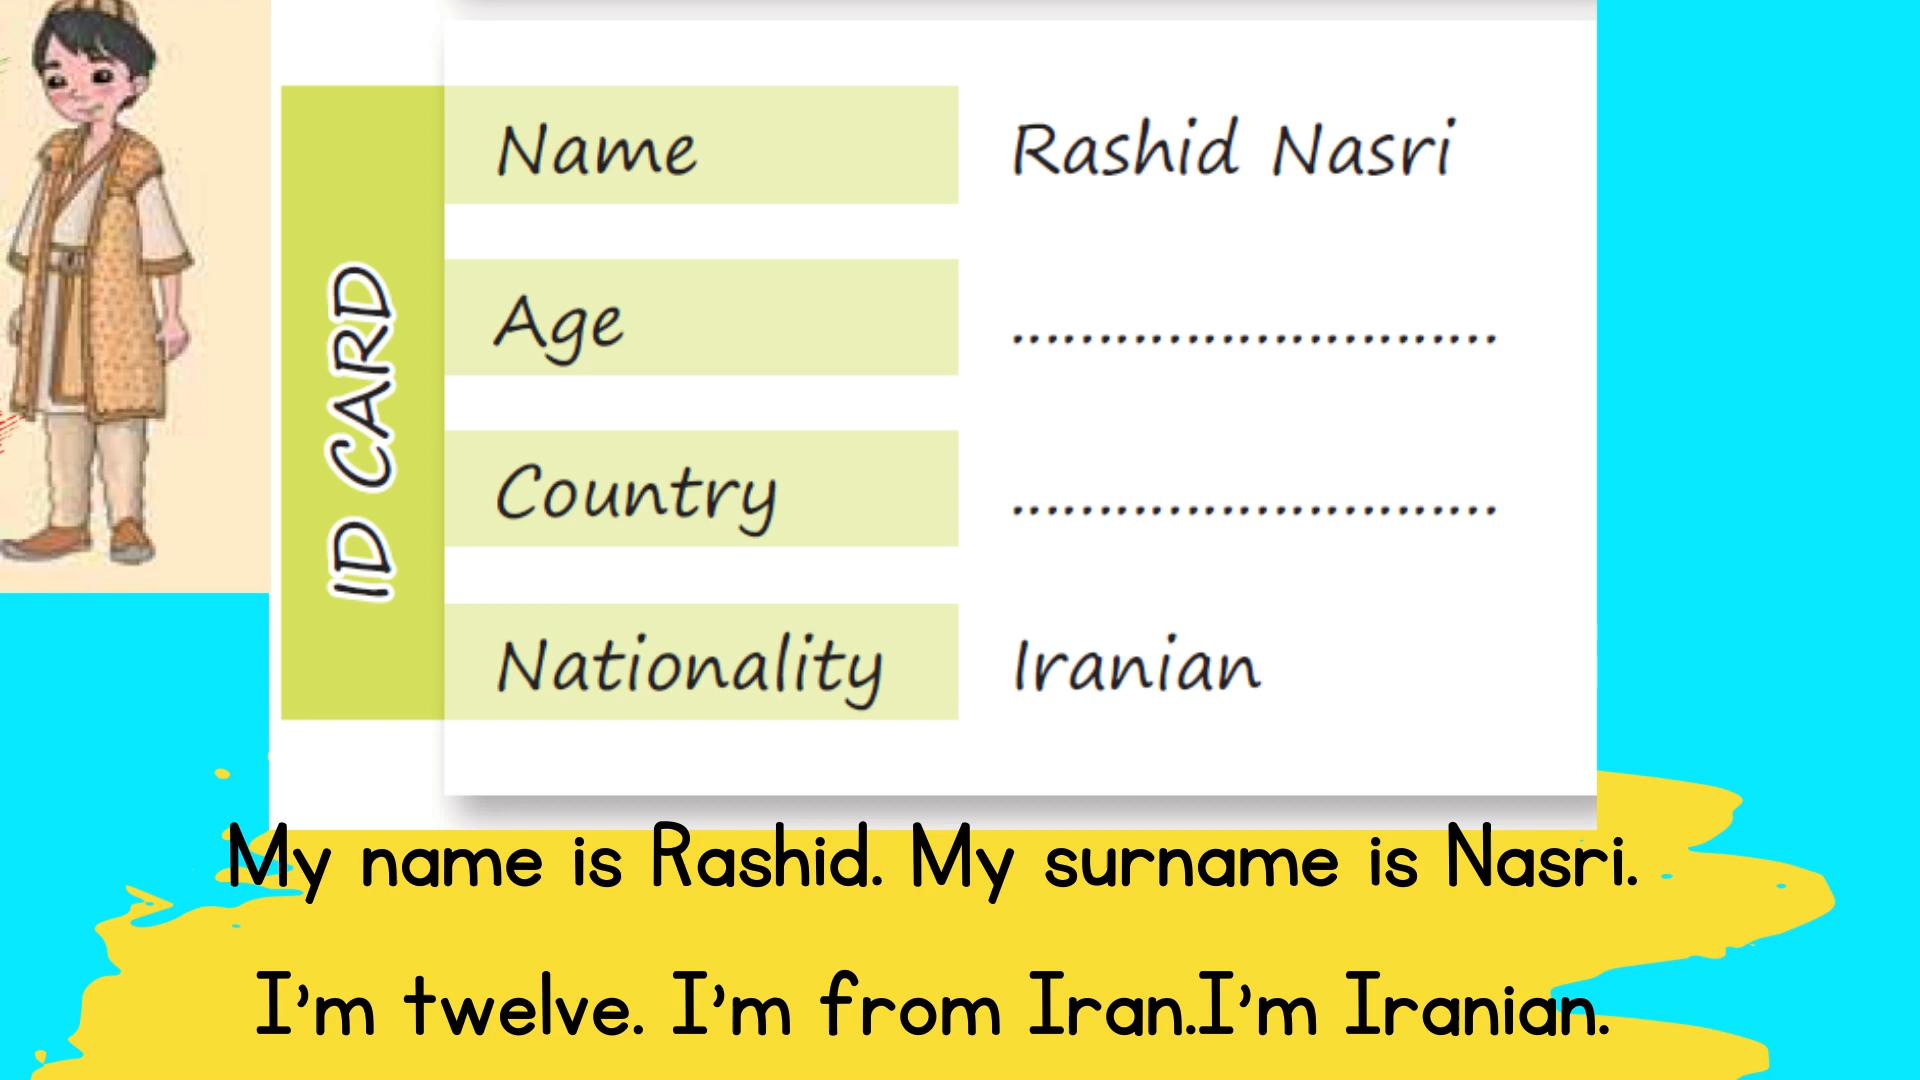 ID CARD
Name Rashid Nasri
Age ...........................
Country ...........................
Nationality Iranian
My name is Rashid. My surname is Nasri.
I'm twelve. I'm from Iran.I'm Iranian.